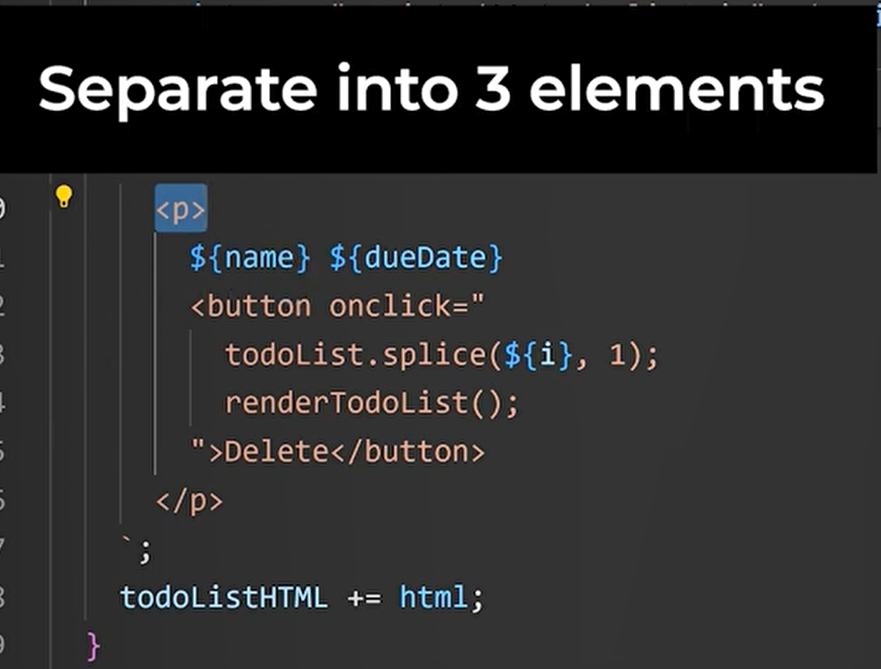 Separate into 3 elements
<p>
${name} ${dueDate}
<button onclick="
todoList.splice(${i}, 1);
renderTodoList();
">Delete</button>
</p>
`;
todoListHTML += html;
}